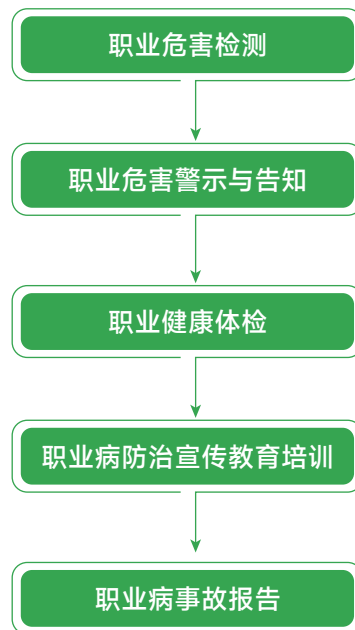 职业危害检测
职业危害警示与告知
职业健康体检
职业病防治宣传教育培训
职业病事故报告